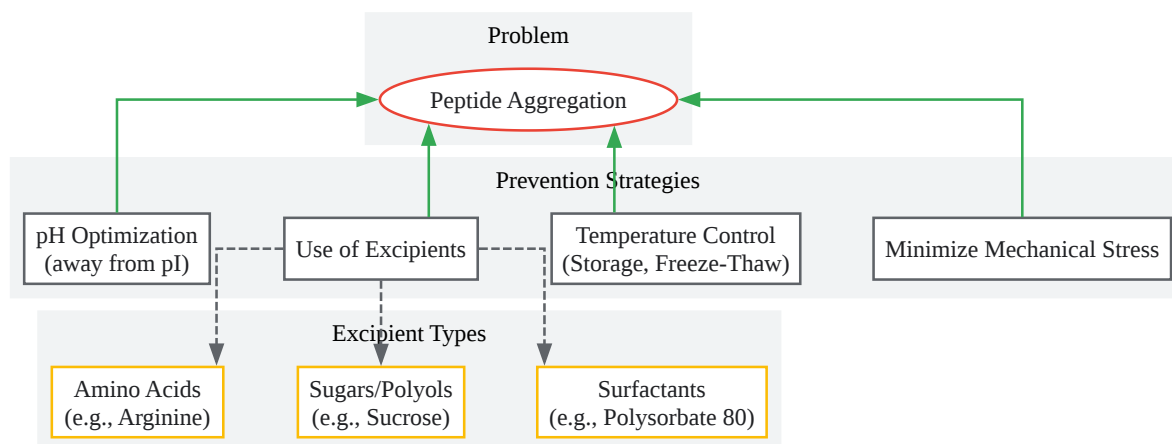 Problem
Peptide Aggregation
Prevention Strategies
pH Optimization
(away from pI)
Use of Excipients
Temperature Control
(Storage, Freeze-Thaw)
Minimize Mechanical Stress
Excipient Types
Amino Acids
(e.g., Arginine)
Sugars/Polyols
(e.g., Sucrose)
Surfactants
(e.g., Polysorbate 80)